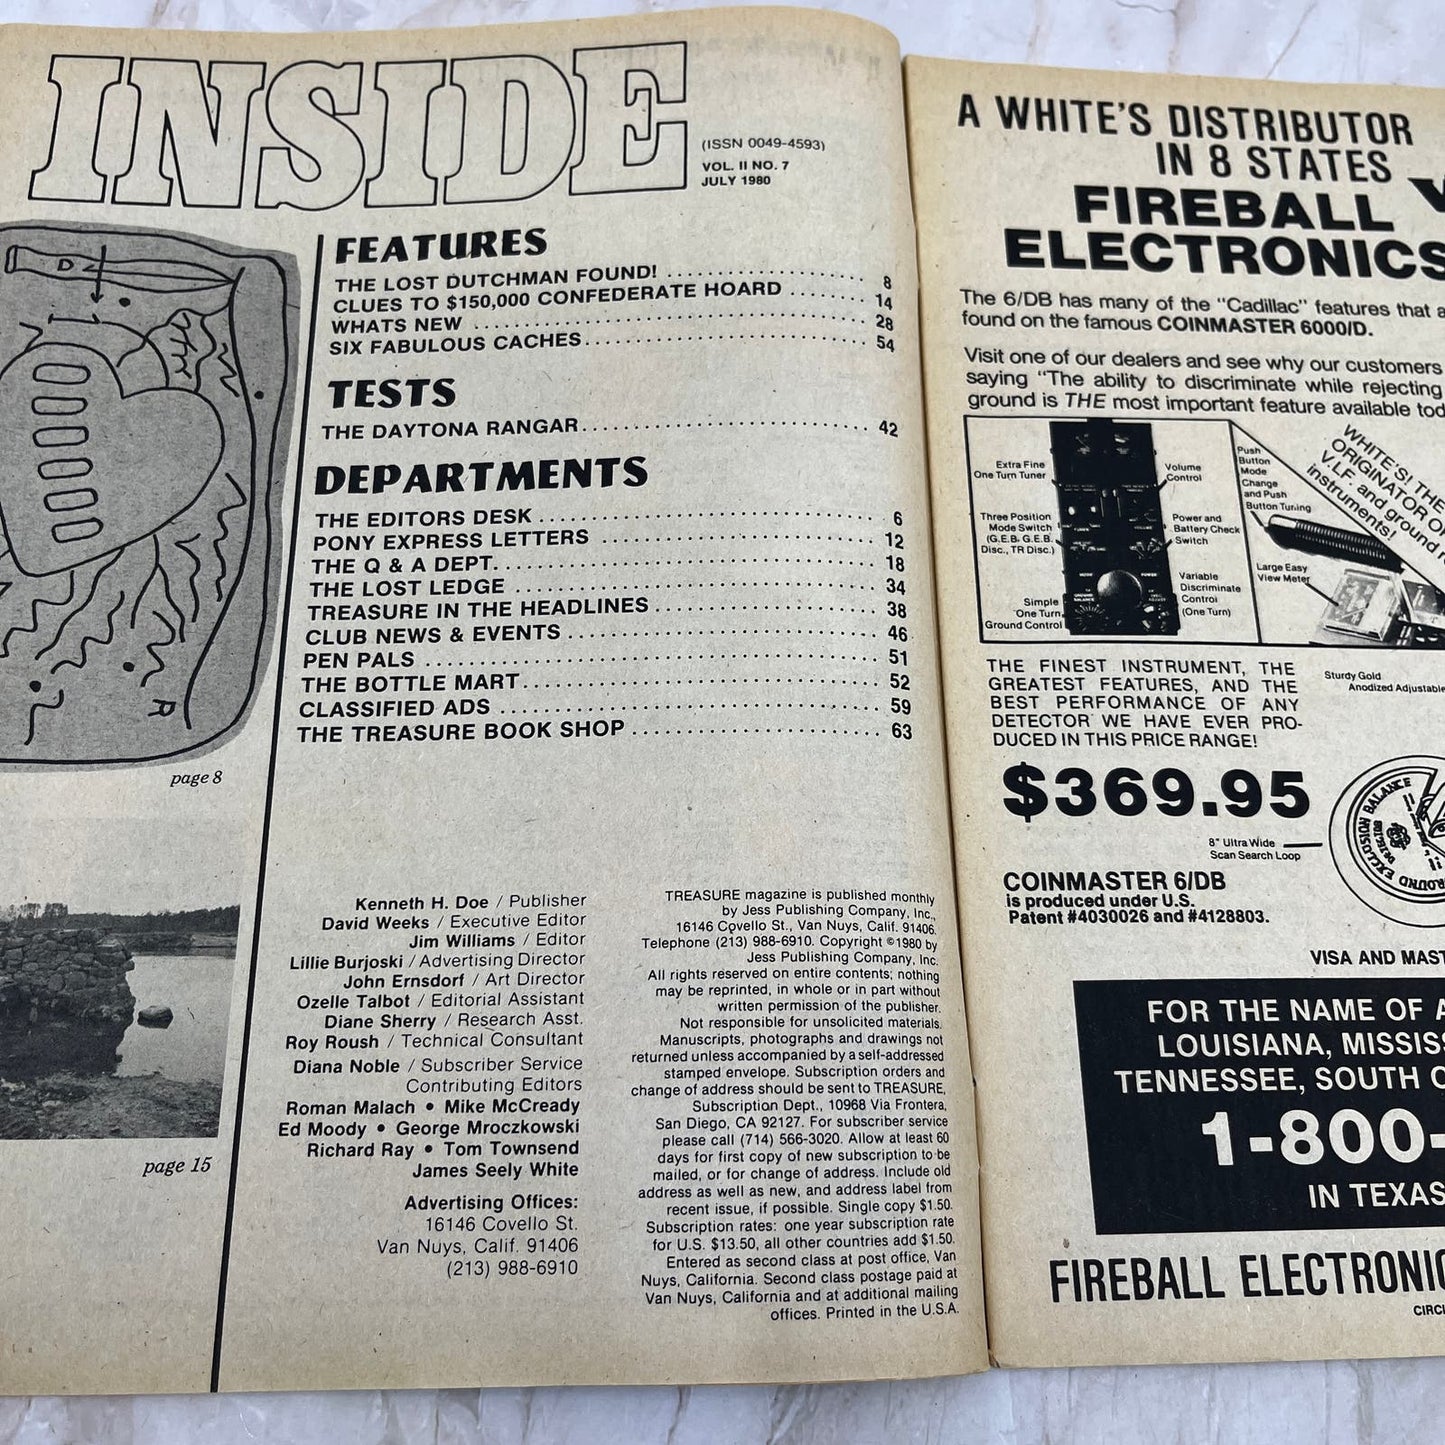 INSIDE
(ISSN 0049-4593)
VOL. II NO. 7
JULY 1980
FEATURES
THE LOST DUTCHMAN FOUND! .................... 8
CLUES TO $150,000 CONFEDERATE HOARD ........ 14
WHATS NEW .................... 28
SIX FABULOUS CACHES .................... 54
TESTS
THE DAYTONA RANGAR .................... 42
DEPARTMENTS
THE EDITORS DESK .................... 6
PONY EXPRESS LETTERS .................... 12
THE Q & A DEPT. .................... 18
THE LOST LEDGE .................... 34
TREASURE IN THE HEADLINES .................... 38
CLUB NEWS & EVENTS .................... 46
PEN PALS .................... 51
THE BOTTLE MART .................... 52
CLASSIFIED ADS .................... 59
THE TREASURE BOOK SHOP .................... 63
D
R
page 8
page 15
Kenneth H. Doe / Publisher
David Weeks / Executive Editor
Jim Williams / Editor
Lillie Burjoski / Advertising Director
John Ernsdorf / Art Director
Ozelle Talbot / Editorial Assistant
Diane Sherry / Research Asst.
Roy Roush / Technical Consultant
Diana Noble / Subscriber Service
Contributing Editors
Roman Malach • Mike McCready
Ed Moody • George Mroczkowski
Richard Ray • Tom Townsend
James Seely White
Advertising Offices:
16146 Covello St.
Van Nuys, Calif. 91406
(213) 988-6910
TREASURE magazine is published monthly
by Jess Publishing Company, Inc.,
16146 Covello St., Van Nuys, Calif. 91406.
Telephone (213) 988-6910. Copyright ©1980 by
Jess Publishing Company, Inc.
All rights reserved on entire contents; nothing
may be reprinted, in whole or in part without
written permission of the publisher.
Not responsible for unsolicited materials.
Manuscripts, photographs and drawings not
returned unless accompanied by a self-addressed
stamped envelope. Subscription orders and
change of address should be sent to TREASURE,
Subscription Dept., 10968 Via Frontera,
San Diego, CA 92127. For subscriber service
please call (714) 566-3020. Allow at least 60
days for first copy of new subscription to be
mailed, or for change of address. Include old
address as well as new, and address label from
recent issue, if possible. Single copy $1.50.
Subscription rates: one year subscription rate
for U.S. $13.50, all other countries add $1.50.
Entered as second class at post office, Van
Nuys, California. Second class postage paid at
Van Nuys, California and at additional mailing
offices. Printed in the U.S.A.
A WHITE'S DISTRIBUTOR
IN 8 STATES
FIREBALL
ELECTRONICS
The 6/DB has many of the "Cadillac" features that a
found on the famous COINMASTER 6000/D.
Visit one of our dealers and see why our customers
saying "The ability to discriminate while rejecting
ground is THE most important feature available tod
Extra Fine
One Turn Tuner
Three Position
Mode Switch
(G.E.B. G.E.B.
Disc., TR Disc.)
Simple
One Turn
Ground Control
Volume
Control
Power and
Battery Check
Switch
Variable
Discriminate
Control
(One Turn)
Push
Button
Mode
Change
and Push
Button Tuning
Large Easy
View Meter
WHITE'S! THE
ORIGINATOR O
V.L.F. and ground
instruments!
THE FINEST INSTRUMENT, THE
GREATEST FEATURES, AND THE
BEST PERFORMANCE OF ANY
DETECTOR WE HAVE EVER PRO-
DUCED IN THIS PRICE RANGE!
Sturdy Gold
Anodized Adjustable
$369.95
8" Ultra Wide
Scan Search Loop
GROUND EXCLUSION BALANCE
DETECTOR
COINMASTER 6/DB
is produced under U.S.
Patent #4030026 and #4128803.
VISA AND MAST
FOR THE NAME OF A
LOUISIANA, MISSISS
TENNESSEE, SOUTH C
1-800-
IN TEXAS
FIREBALL ELECTRONIC
CIRCL